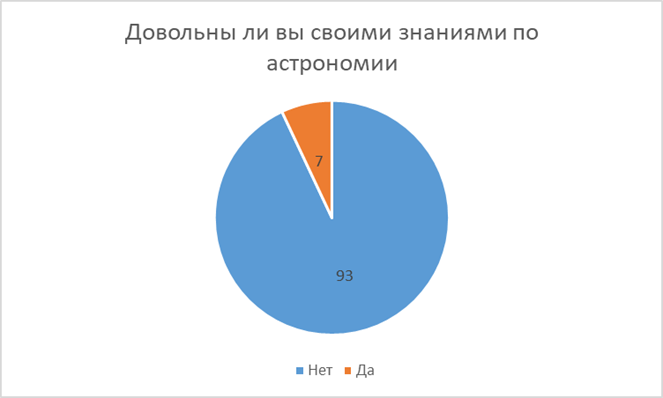 Довольны ли вы своими знаниями по
астрономии
7
93
Нет Да